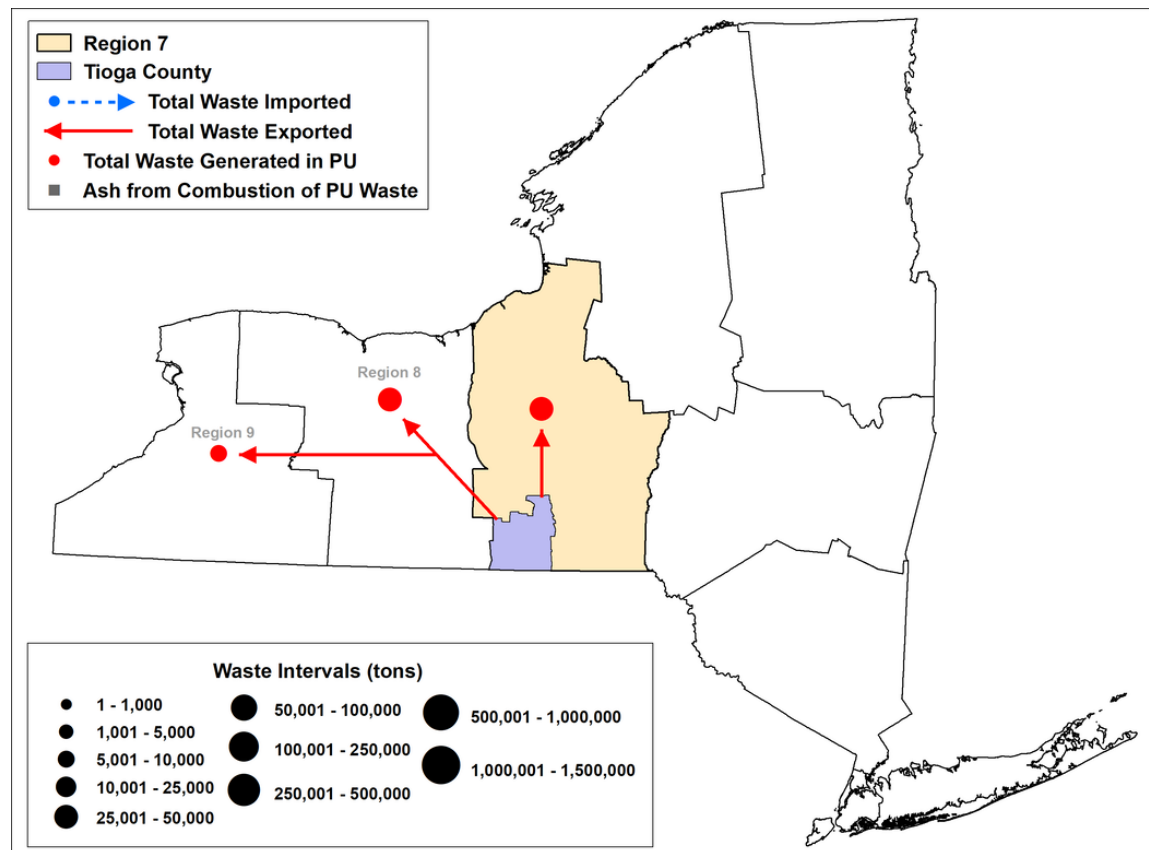 Region 7
Tioga County
Total Waste Imported
Total Waste Exported
Total Waste Generated in PU
Ash from Combustion of PU Waste
Region 8
Region 9
Waste Intervals (tons)
1 - 1,000
1,001 - 5,000
5,001 - 10,000
10,001 - 25,000
25,001 - 50,000
50,001 - 100,000
100,001 - 250,000
250,001 - 500,000
500,001 - 1,000,000
1,000,001 - 1,500,000